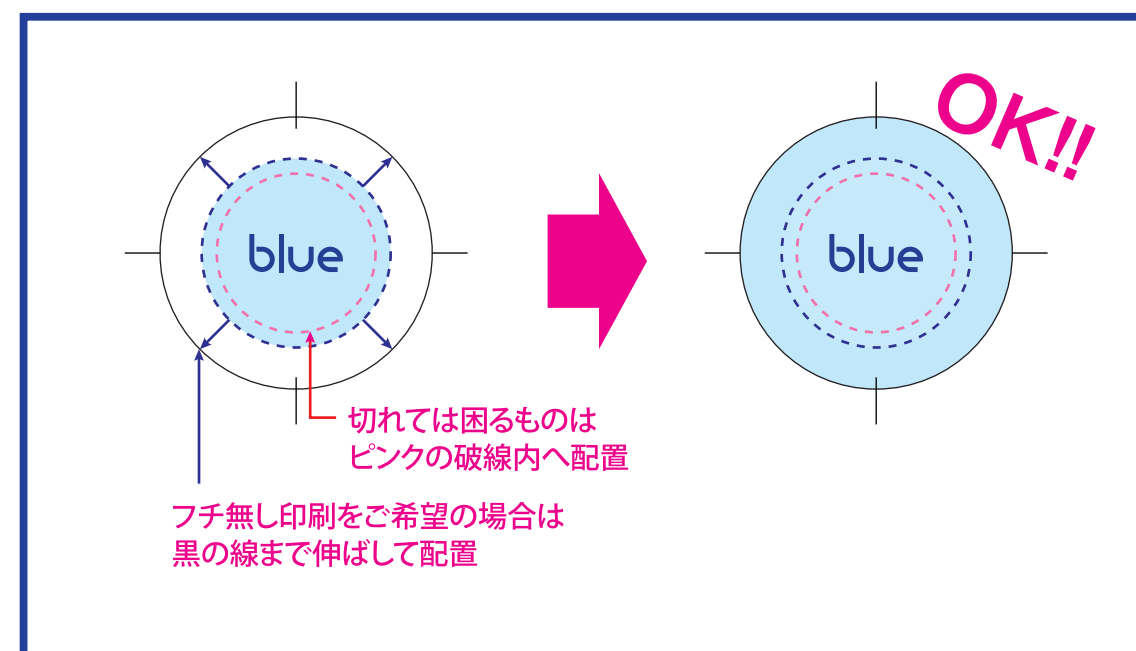 OK!!
blue
blue
切れては困るものは
ピンクの破線内へ配置
フチ無し印刷をご希望の場合は
黒の線まで伸ばして配置